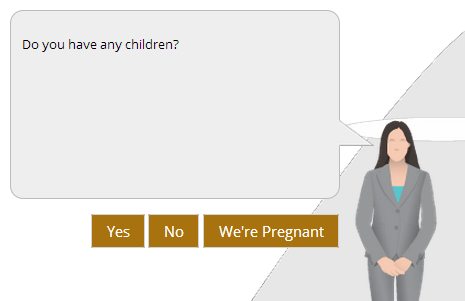 Do you have any children?
Yes No We're Pregnant